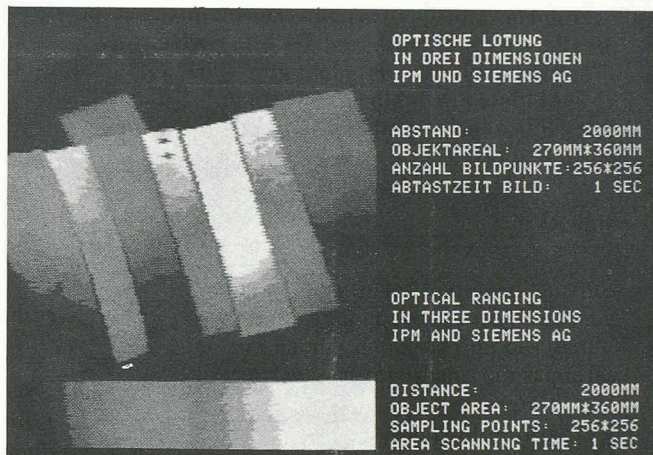 OPTISCHE LOTUNG
IN DREI DIMENSIONEN
IPM UND SIEMENS AG
ABSTAND: 2000MM
OBJEKTAREAL: 270MM*360MM
ANZAHL BILDPUNKTE:256*256
ABTASTZEIT BILD: 1 SEC
OPTICAL RANGING
IN THREE DIMENSIONS
IPM AND SIEMENS AG
DISTANCE: 2000MM
OBJECT AREA: 270MM*360MM
SAMPLING POINTS: 256*256
AREA SCANNING TIME: 1 SEC